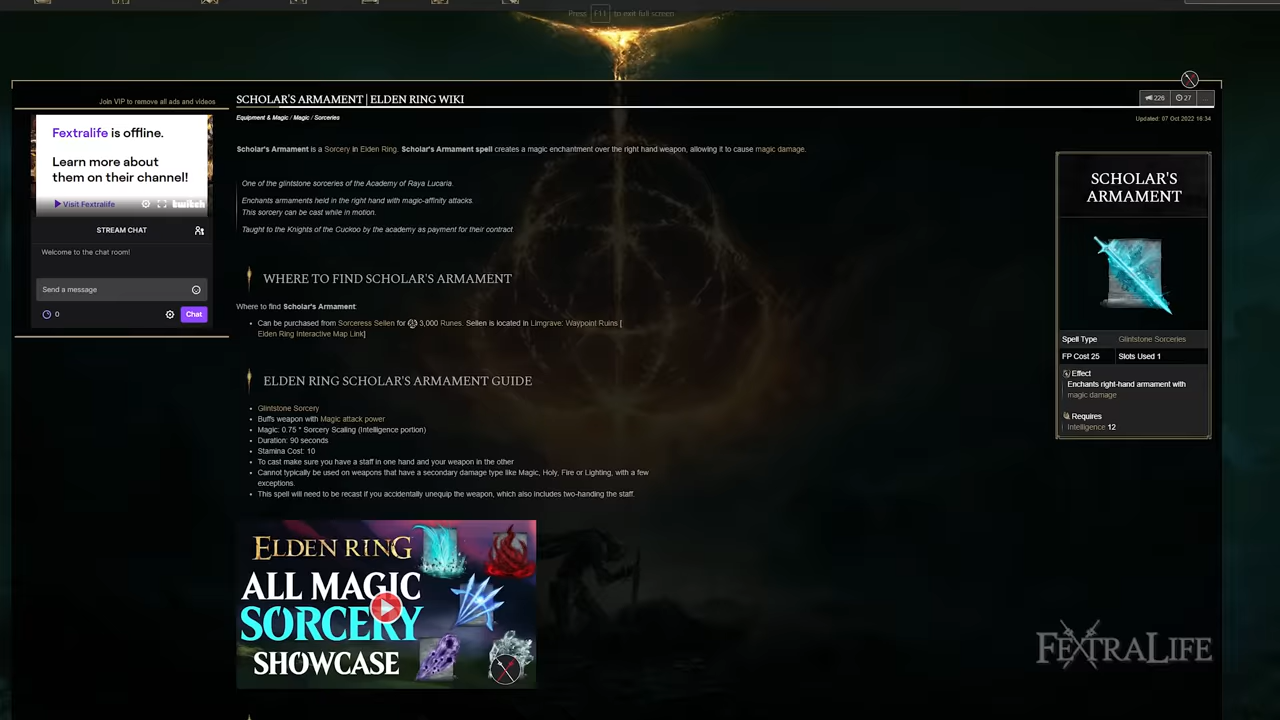 Press F11 to exit full screen
Join VIP to remove all ads and videos
Fextralife is offline.
Learn more about
them on their channel!
Visit Fextralife
twitch
STREAM CHAT
Welcome to the chat room!
Send a message
0
Chat
SCHOLAR'S ARMAMENT | ELDEN RING WIKI
226
27
...
Equipment & Magic / Magic / Sorceries
Updated: 07 Oct 2022 16:34
Scholar's Armament is a Sorcery in Elden Ring. Scholar's Armament spell creates a magic enchantment over the right hand weapon, allowing it to cause magic damage.
One of the glintstone sorceries of the Academy of Raya Lucaria.
Enchants armaments held in the right hand with magic-affinity attacks.
This sorcery can be cast while in motion.
Taught to the Knights of the Cuckoo by the academy as payment for their contract
WHERE TO FIND SCHOLAR'S ARMAMENT
Where to find Scholar's Armament:
Can be purchased from Sorceress Sellen for 3,000 Runes. Sellen is located in Limgrave: Waypoint Ruins [
Elden Ring Interactive Map Link]
ELDEN RING SCHOLAR'S ARMAMENT GUIDE
Glintstone Sorcery
Buffs weapon with Magic attack power
Magic: 0.75 * Sorcery Scaling (Intelligence portion)
Duration: 90 seconds
Stamina Cost: 10
To cast make sure you have a staff in one hand and your weapon in the other
Cannot typically be used on weapons that have a secondary damage type like Magic, Holy, Fire or Lighting, with a few
exceptions.
This spell will need to be recast if you accidentally unequip the weapon, which also includes two-handing the staff.
ELDEN RING
ALL MAGIC
SORCERY
SHOWCASE
SCHOLAR'S
ARMAMENT
Spell Type Glintstone Sorceries
FP Cost 25 Slots Used 1
Effect
Enchants right-hand armament with
magic damage
Requires
Intelligence 12
FEXTRALIFE